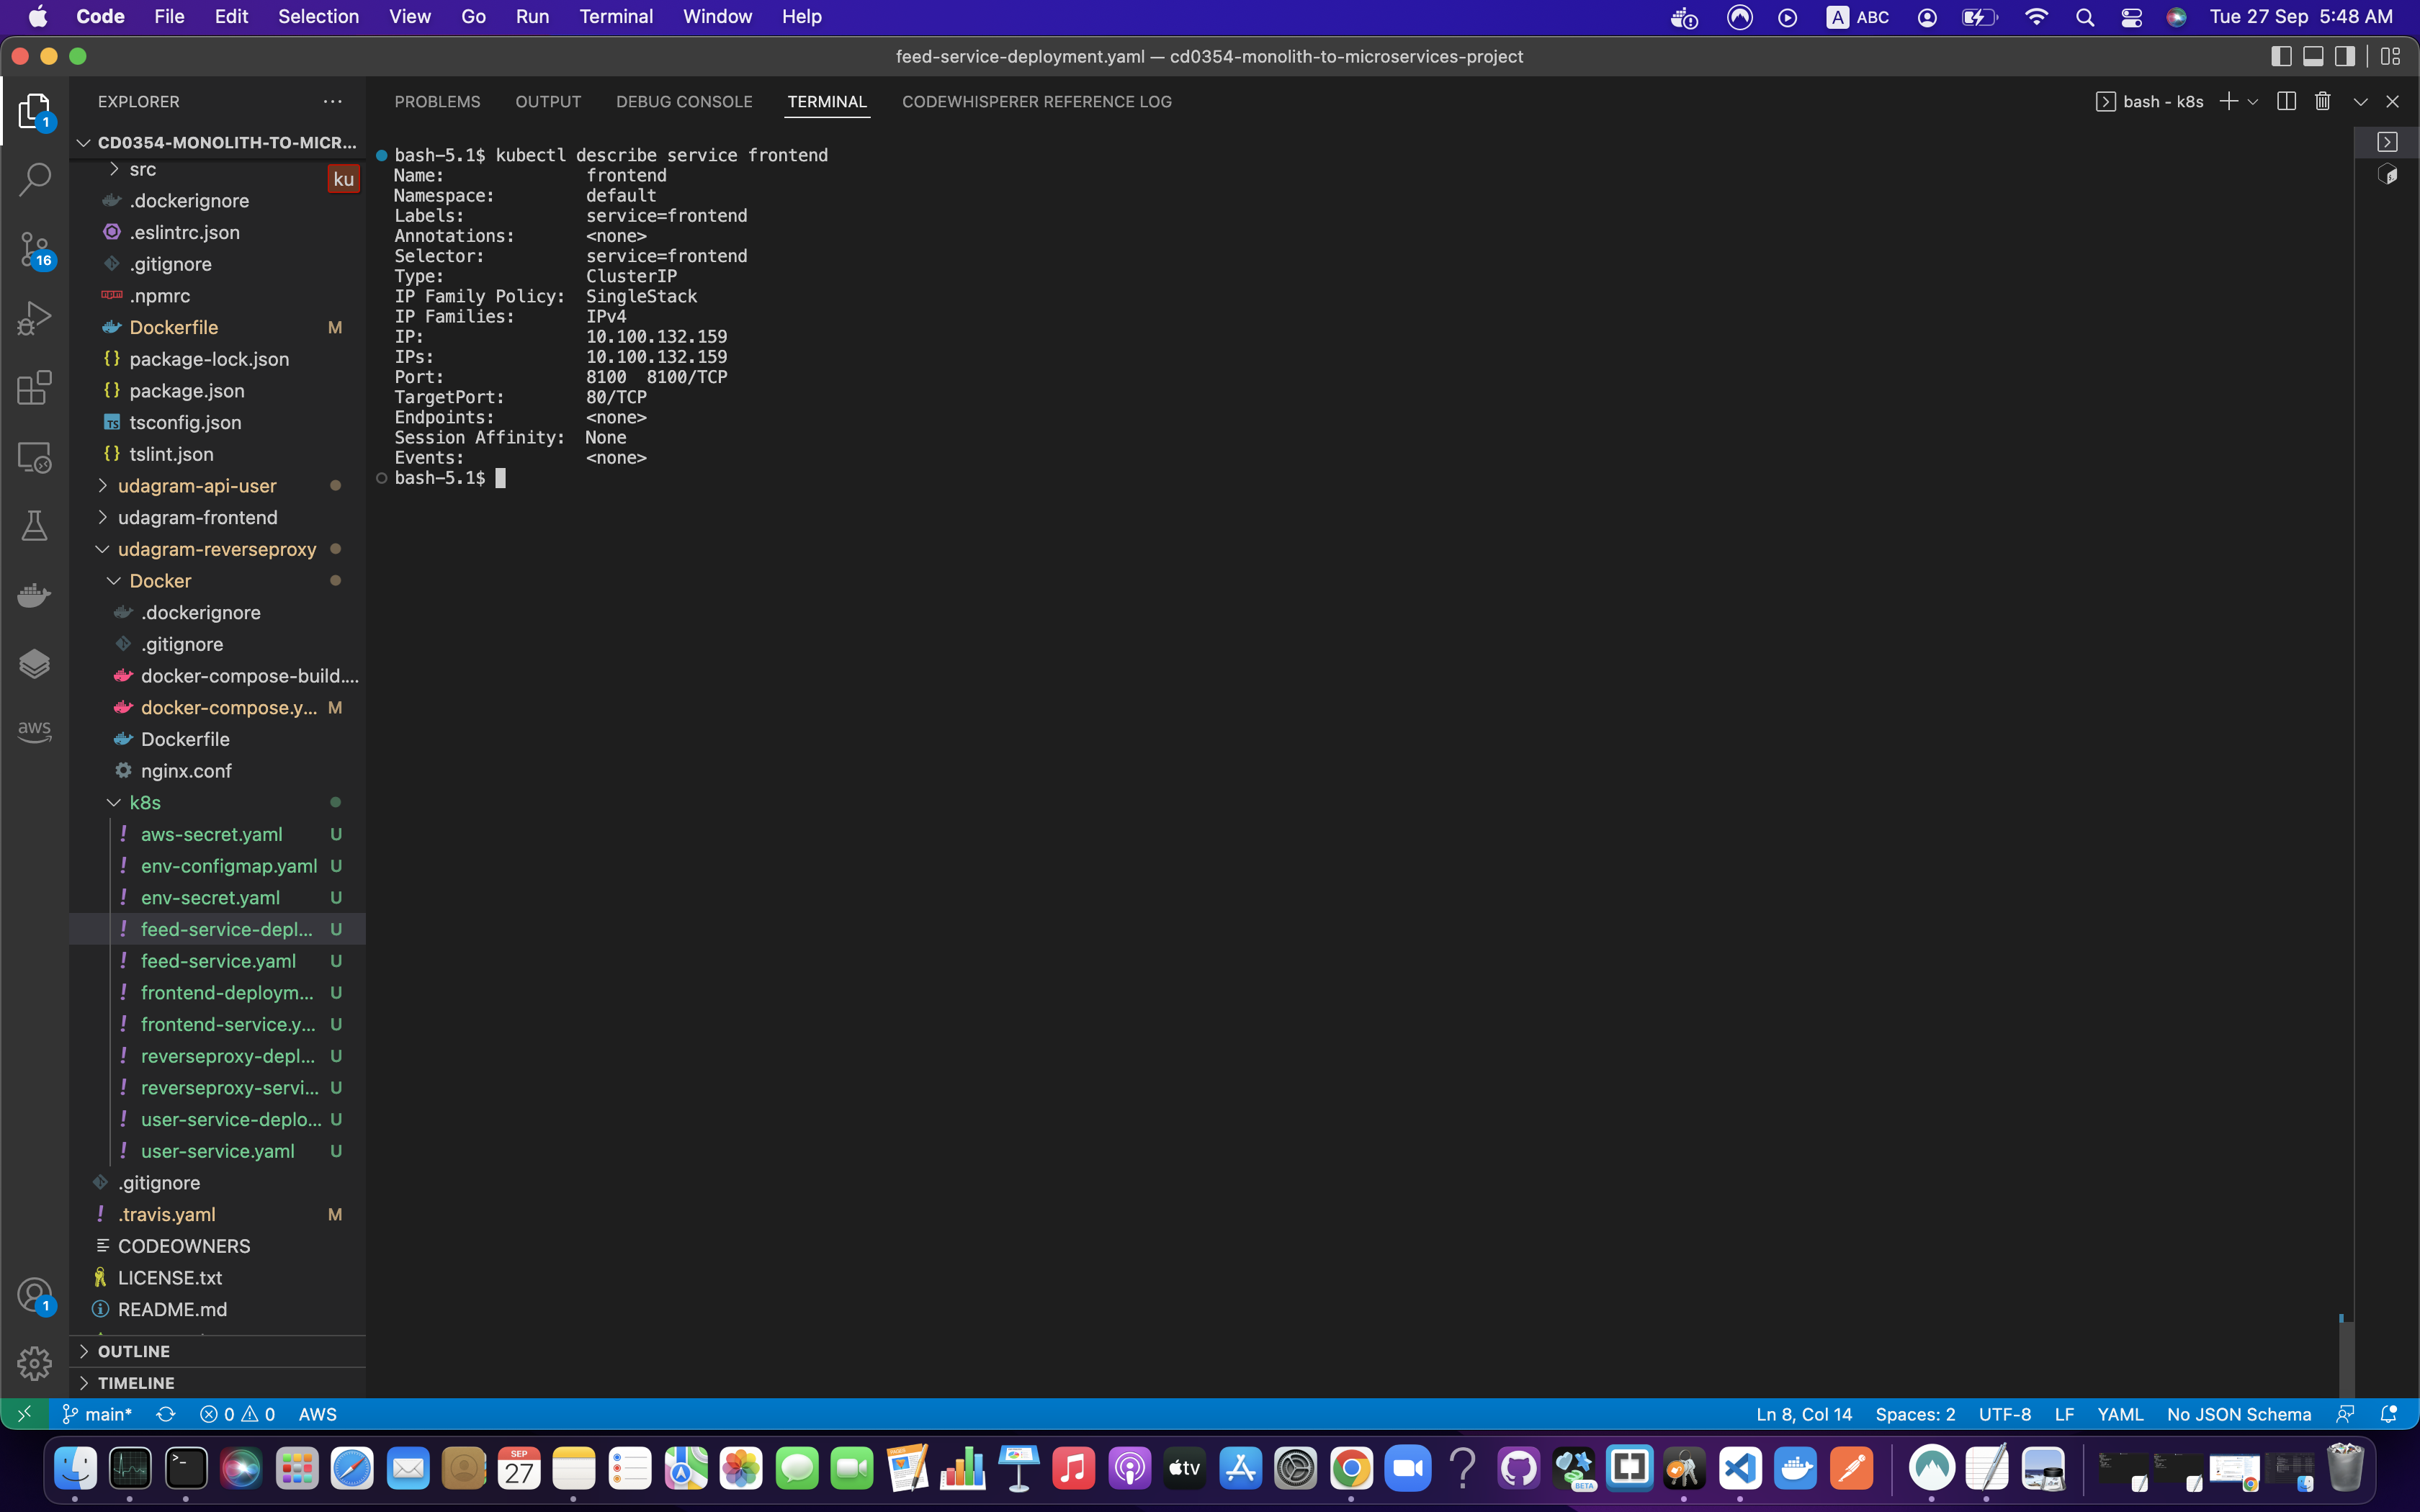 Code File Edit Selection View Go Run Terminal Window Help
A ABC
Tue 27 Sep 5:48 AM
feed-service-deployment.yaml — cd0354-monolith-to-microservices-project
EXPLORER
PROBLEMS OUTPUT DEBUG CONSOLE TERMINAL CODEWHISPERER REFERENCE LOG
bash - k8s
1
CD0354-MONOLITH-TO-MICR...
src
ku
.dockerignore
.eslintrc.json
16
.gitignore
.npmrc
Dockerfile M
package-lock.json
package.json
tsconfig.json
tslint.json
udagram-api-user
udagram-frontend
udagram-reverseproxy
Docker
.dockerignore
.gitignore
docker-compose-build....
docker-compose.y... M
Dockerfile
aws
nginx.conf
k8s
aws-secret.yaml U
env-configmap.yaml U
env-secret.yaml U
feed-service-depl... U
feed-service.yaml U
frontend-deploym... U
frontend-service.y... U
reverseproxy-depl... U
reverseproxy-servi... U
user-service-deplo... U
user-service.yaml U
.gitignore
.travis.yaml M
CODEOWNERS
LICENSE.txt
1
README.md
OUTLINE
TIMELINE
bash-5.1$ kubectl describe service frontend
Name: frontend
Namespace: default
Labels: service=frontend
Annotations: <none>
Selector: service=frontend
Type: ClusterIP
IP Family Policy: SingleStack
IP Families: IPv4
IP: 10.100.132.159
IPs: 10.100.132.159
Port: 8100 8100/TCP
TargetPort: 80/TCP
Endpoints: <none>
Session Affinity: None
Events: <none>
bash-5.1$
main* 0 0 AWS
Ln 8, Col 14 Spaces: 2 UTF-8 LF YAML No JSON Schema
SEP
27
tv
BETA